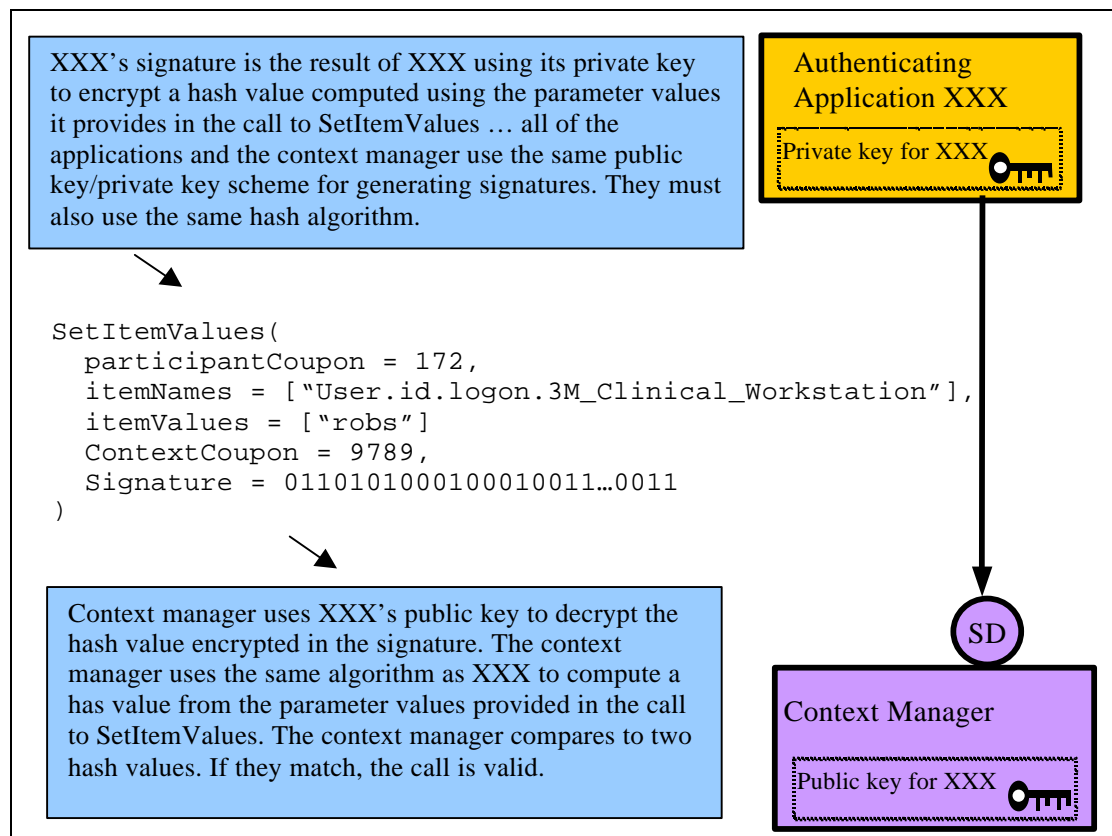 XXX's signature is the result of XXX using its private key
to encrypt a hash value computed using the parameter values
it provides in the call to SetItemValues … all of the
applications and the context manager use the same public
key/private key scheme for generating signatures. They must
also use the same hash algorithm.
Authenticating
Application XXX
Private key for XXX
SetItemValues(
participantCoupon = 172,
itemNames = [“User.id.logon.3M_Clinical_Workstation”],
itemValues = [“robs”]
ContextCoupon = 9789,
Signature = 0110101000100010011…0011
)
Context manager uses XXX's public key to decrypt the
hash value encrypted in the signature. The context
manager uses the same algorithm as XXX to compute a
has value from the parameter values provided in the call
to SetItemValues. The context manager compares to two
hash values. If they match, the call is valid.
SD
Context Manager
Public key for XXX